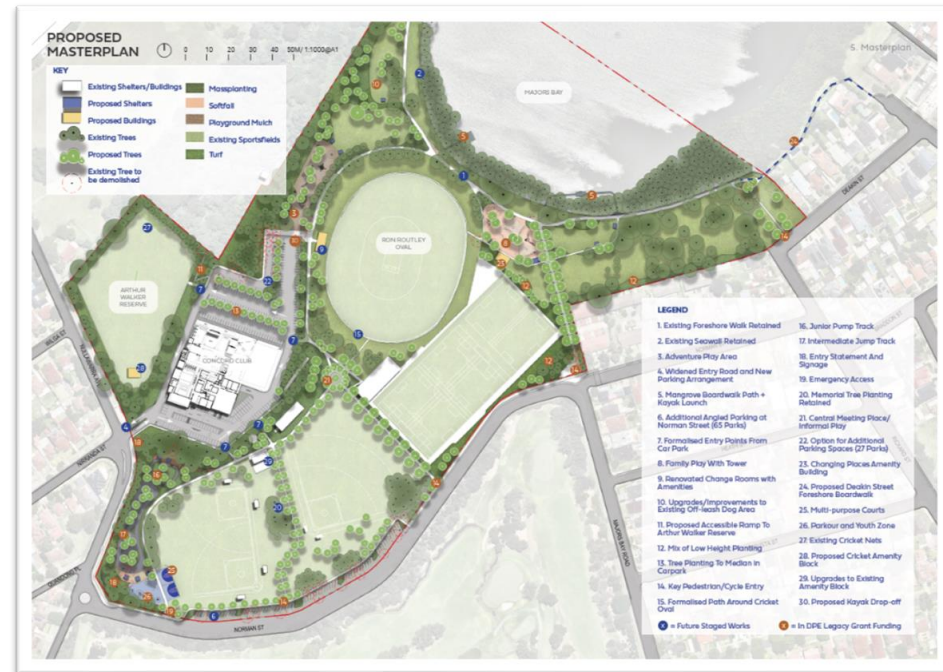 PROPOSED
MASTERPLAN
0 10 20 30 40 50M/ 1:1000@A1
5. Masterplan
KEY
Existing Shelters/Buildings
Proposed Shelters
Proposed Buildings
Existing Trees
Proposed Trees
Existing Tree to
be demolished
Massplanting
Softfall
Playground Mulch
Existing Sportsfields
Turf
MAJORS BAY
RON ROUTLEY
OVAL
ARTHUR
WALKER
RESERVE
CONCORD CLUB
NORMAN ST
MAJORS BAY ROAD
LEGEND
1. Existing Foreshore Walk Retained
2. Existing Seawall Retained
3. Adventure Play Area
4. Widened Entry Road and New
Parking Arrangement
5. Mangrove Boardwalk Path +
Kayak Launch
6. Additional Angled Parking at
Norman Street (65 Parks)
7. Formalised Entry Points From
Car Park
8. Family Play With Tower
9. Renovated Change Rooms with
Amenities
10. Upgrades/Improvements to
Existing Off-leash Dog Area
11. Proposed Accessible Ramp To
Arthur Walker Reserve
12. Mix of Low Height Planting
13. Tree Planting To Median in
Carpark
14. Key Pedestrian/Cycle Entry
15. Formalised Path Around Cricket
Oval
16. Junior Pump Track
17. Intermediate Jump Track
18. Entry Statement And
Signage
19. Emergency Access
20. Memorial Tree Planting
Retained
21. Central Meeting Place/
Informal Play
22. Option for Additional
Parking Spaces (27 Parks)
23. Changing Places Amenity
Building
24. Proposed Deakin Street
Foreshore Boardwalk
25. Multi-purpose Courts
26. Parkour and Youth Zone
27. Existing Cricket Nets
28. Proposed Cricket Amenity
Block
29. Upgrades to Existing
Amenity Block
30. Proposed Kayak Drop-off
X = Future Staged Works
X = In DPE Legacy Grant Funding